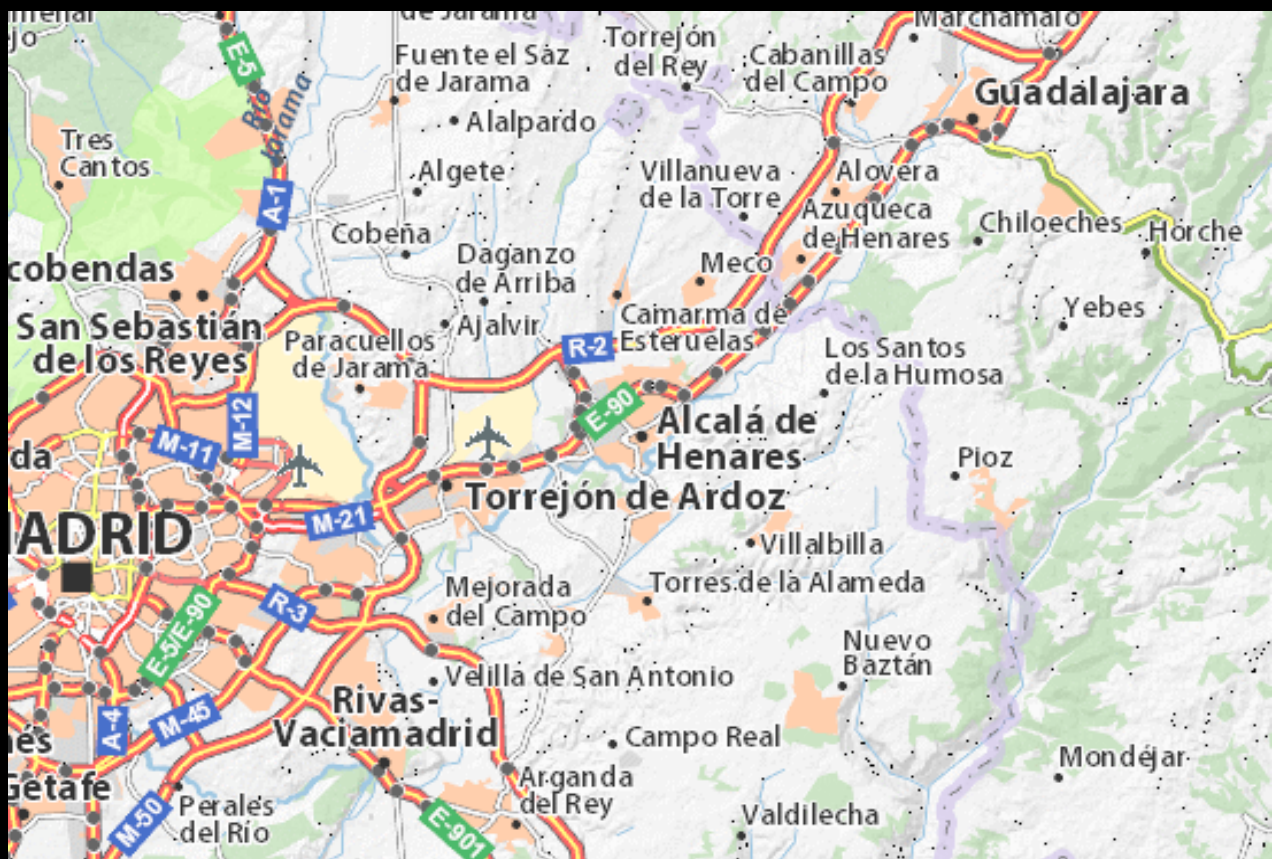 de Jarama
Marchamalo
ejo
E-5
Fuente el Saz
de Jarama
Torrejón
del Rey
Cabanillas
del Campo
Guadalajara
Río
Jarama
Alalpardo
Tres
Cantos
Algete
Villanueva
de la Torre
Alovera
A-1
Azuqueca
de Henares
Chiloeches
Horche
Cobeña
Daganzo
de Arriba
Meco
cobendas
Yebes
San Sebastián
de los Reyes
Paracuellos
de Jarama
Ajalvir
Camarma de
Esteruelas
R-2
Los Santos
de la Humosa
M-12
E-90
Alcalá de
Henares
M-11
da
Pioz
Torrejón de Ardoz
M-21
MADRID
Villalbilla
Mejorada
del Campo
Torres de la Alameda
R-3
E-5/E-90
Nuevo
Baztán
Velilla de San Antonio
Rivas-
Vaciamadrid
M-45
A-4
Campo Real
nés
Mondéjar
Getafe
Arganda
del Rey
Perales
del Río
M-50
E-901
Valdilecha